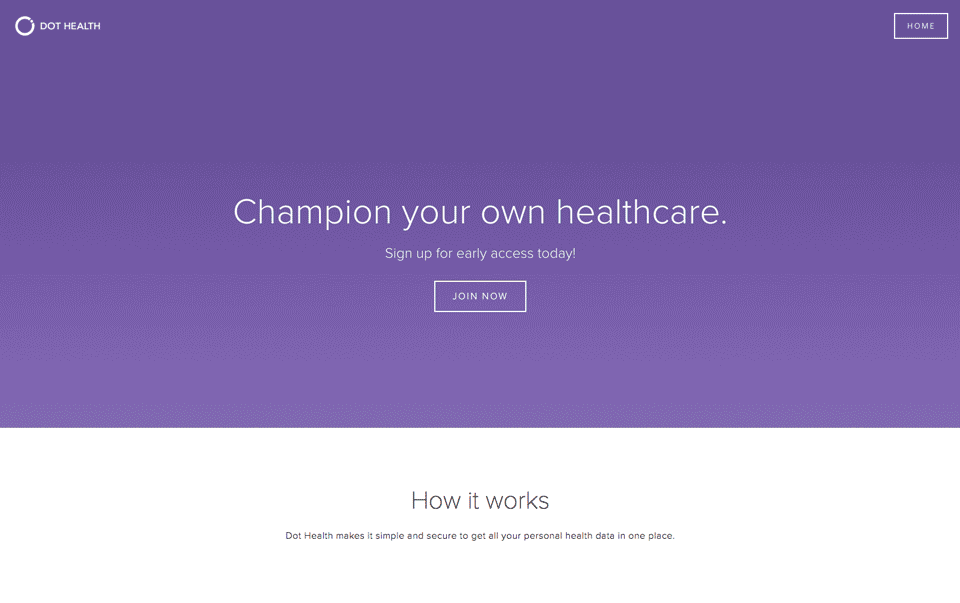 DOT HEALTH
HOME
Champion your own healthcare.
Sign up for early access today!
JOIN NOW
How it works
Dot Health makes it simple and secure to get all your personal health data in one place.